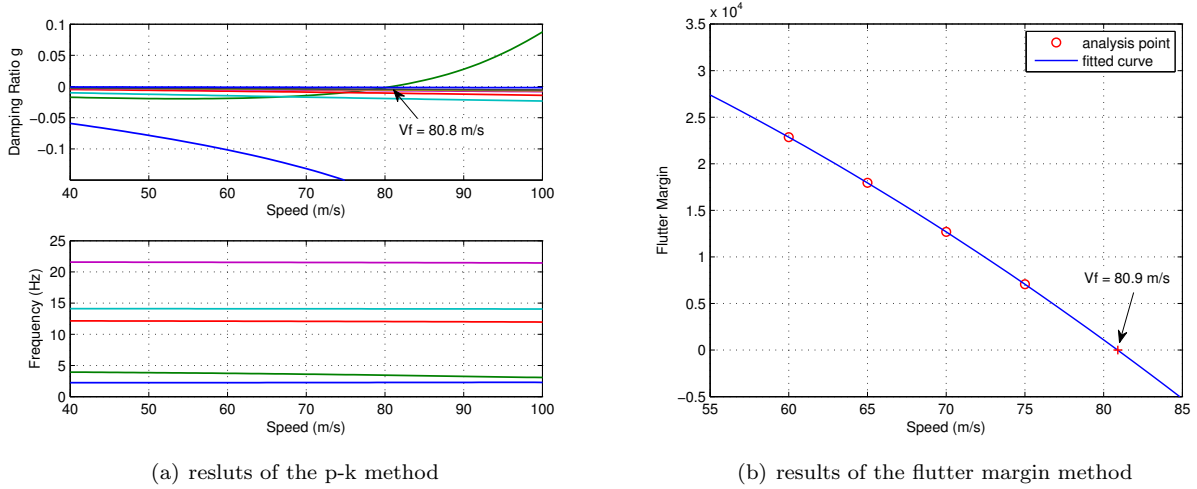 0.1
0.05
0
−0.05
−0.1
Damping Ratio g
Vf = 80.8 m/s
40 50 60 70 80 90 100
Speed (m/s)
25
20
15
10
5
0
Frequency (Hz)
40 50 60 70 80 90 100
Speed (m/s)
(a) resluts of the p-k method
x 10^4
3.5
3
2.5
2
1.5
1
0.5
0
−0.5
Flutter Margin
analysis point
fitted curve
Vf = 80.9 m/s
55 60 65 70 75 80 85
Speed (m/s)
(b) results of the flutter margin method